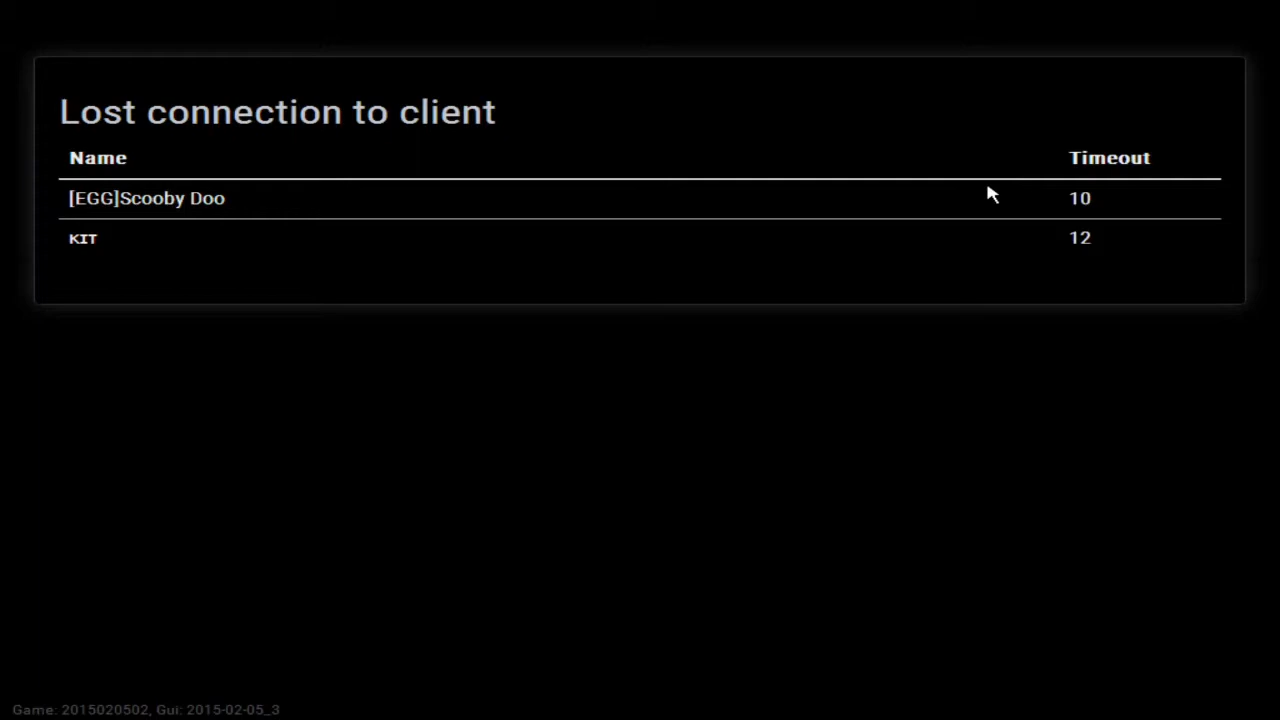 Lost connection to client
Name Timeout
[EGG]Scooby Doo 10
KIT 12
Game: 2015020502, Gui: 2015-02-05_3